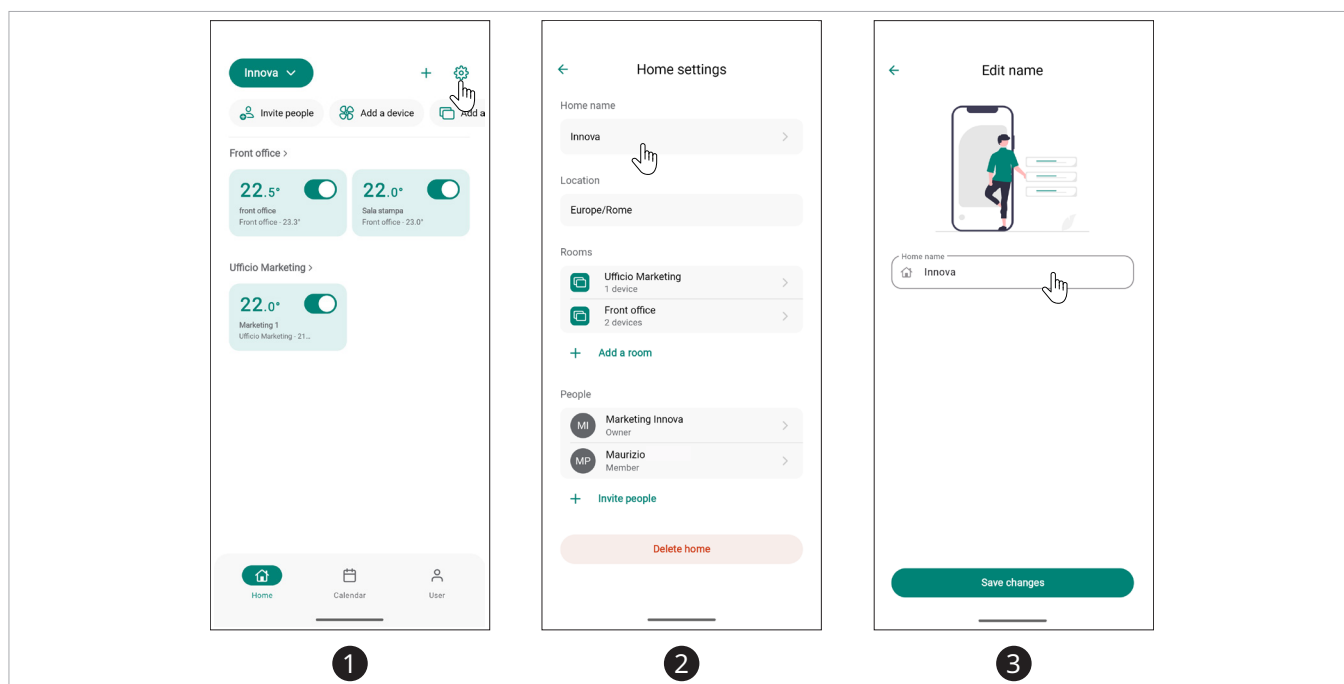 Innova
Invite people
Add a device
Add a
Front office >
22.5°
front office
Front office - 23.3°
22.0°
Sala stampa
Front office - 23.0°
Ufficio Marketing >
22.0°
Marketing 1
Ufficio Marketing - 21...
Home
Calendar
User
1
Home settings
Home name
Innova
Location
Europe/Rome
Rooms
Ufficio Marketing
1 device
Front office
2 devices
+ Add a room
People
MI
Marketing Innova
Owner
MP
Maurizio
Member
+ Invite people
Delete home
2
Edit name
Home name
Innova
Save changes
3